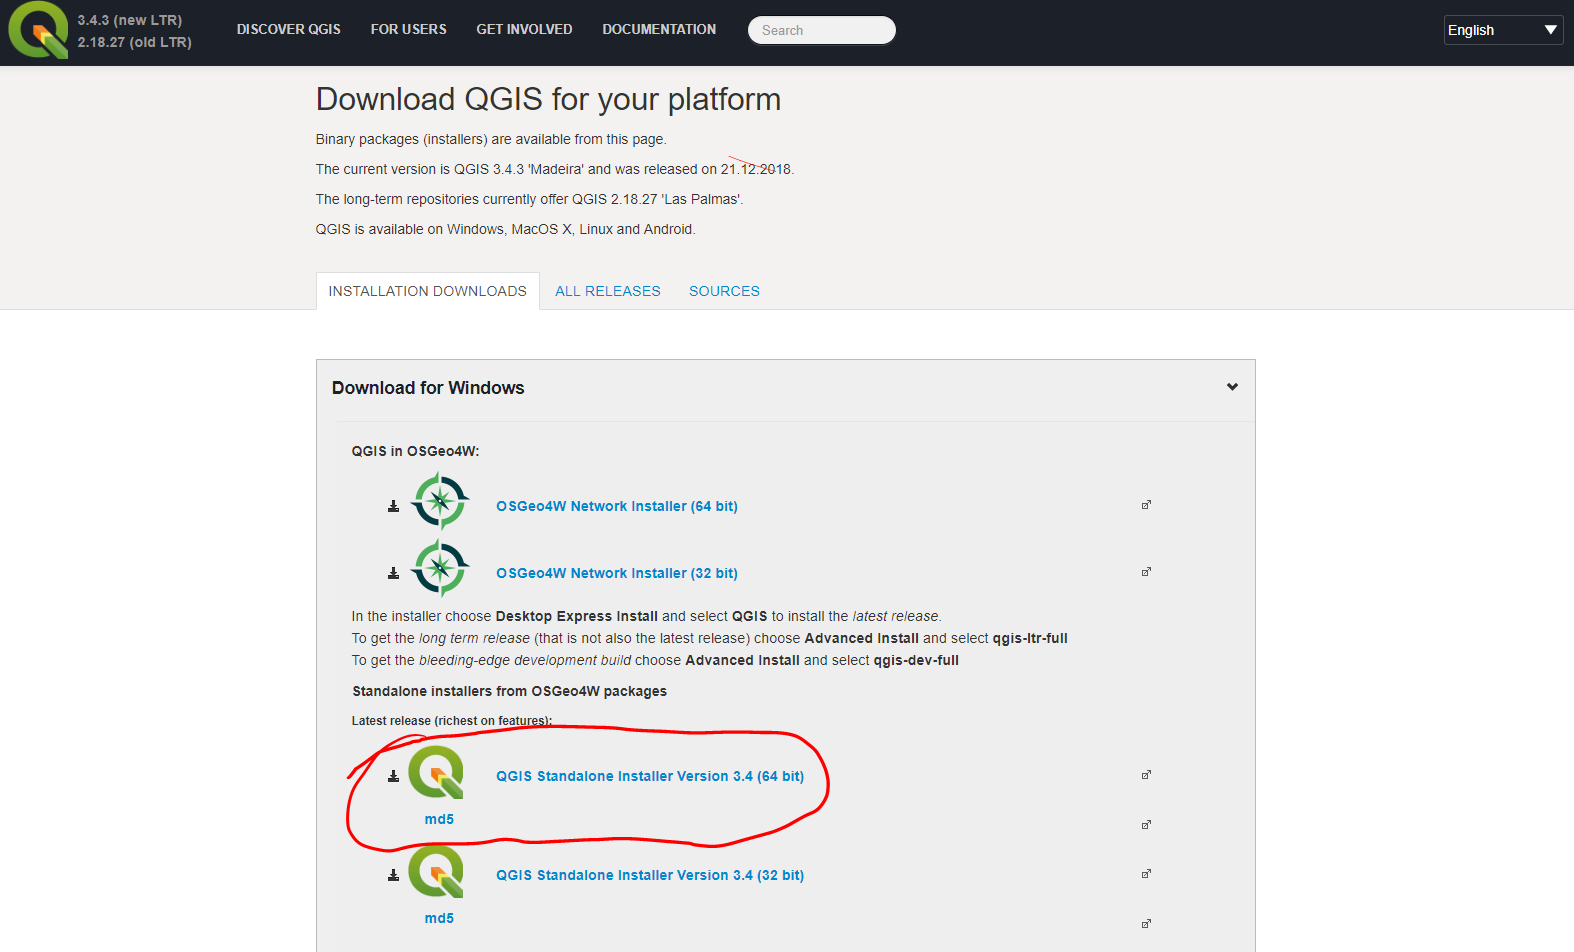 3.4.3 (new LTR)
2.18.27 (old LTR)
DISCOVER QGIS FOR USERS GET INVOLVED DOCUMENTATION Search English
Download QGIS for your platform
Binary packages (installers) are available from this page.
The current version is QGIS 3.4.3 'Madeira' and was released on 21.12.2018.
The long-term repositories currently offer QGIS 2.18.27 'Las Palmas'.
QGIS is available on Windows, MacOS X, Linux and Android.
INSTALLATION DOWNLOADS ALL RELEASES SOURCES
Download for Windows
QGIS in OSGeo4W:
OSGeo4W Network Installer (64 bit)
OSGeo4W Network Installer (32 bit)
In the installer choose Desktop Express Install and select QGIS to install the latest release.
To get the long term release (that is not also the latest release) choose Advanced Install and select qgis-ltr-full
To get the bleeding-edge development build choose Advanced Install and select qgis-dev-full
Standalone installers from OSGeo4W packages
Latest release (richest on features):
QGIS Standalone Installer Version 3.4 (64 bit)
md5
QGIS Standalone Installer Version 3.4 (32 bit)
md5